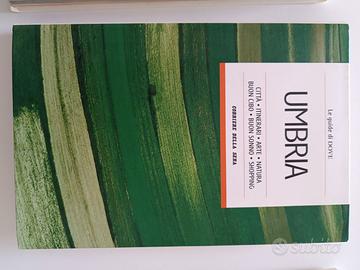 Le guide di DOVE
UMBRIA
CITTÀ • ITINERARI • ARTE • NATURA
BUON CIBO • BUON SONNO • SHOPPING
CORRIERE DELLA SERA
subito